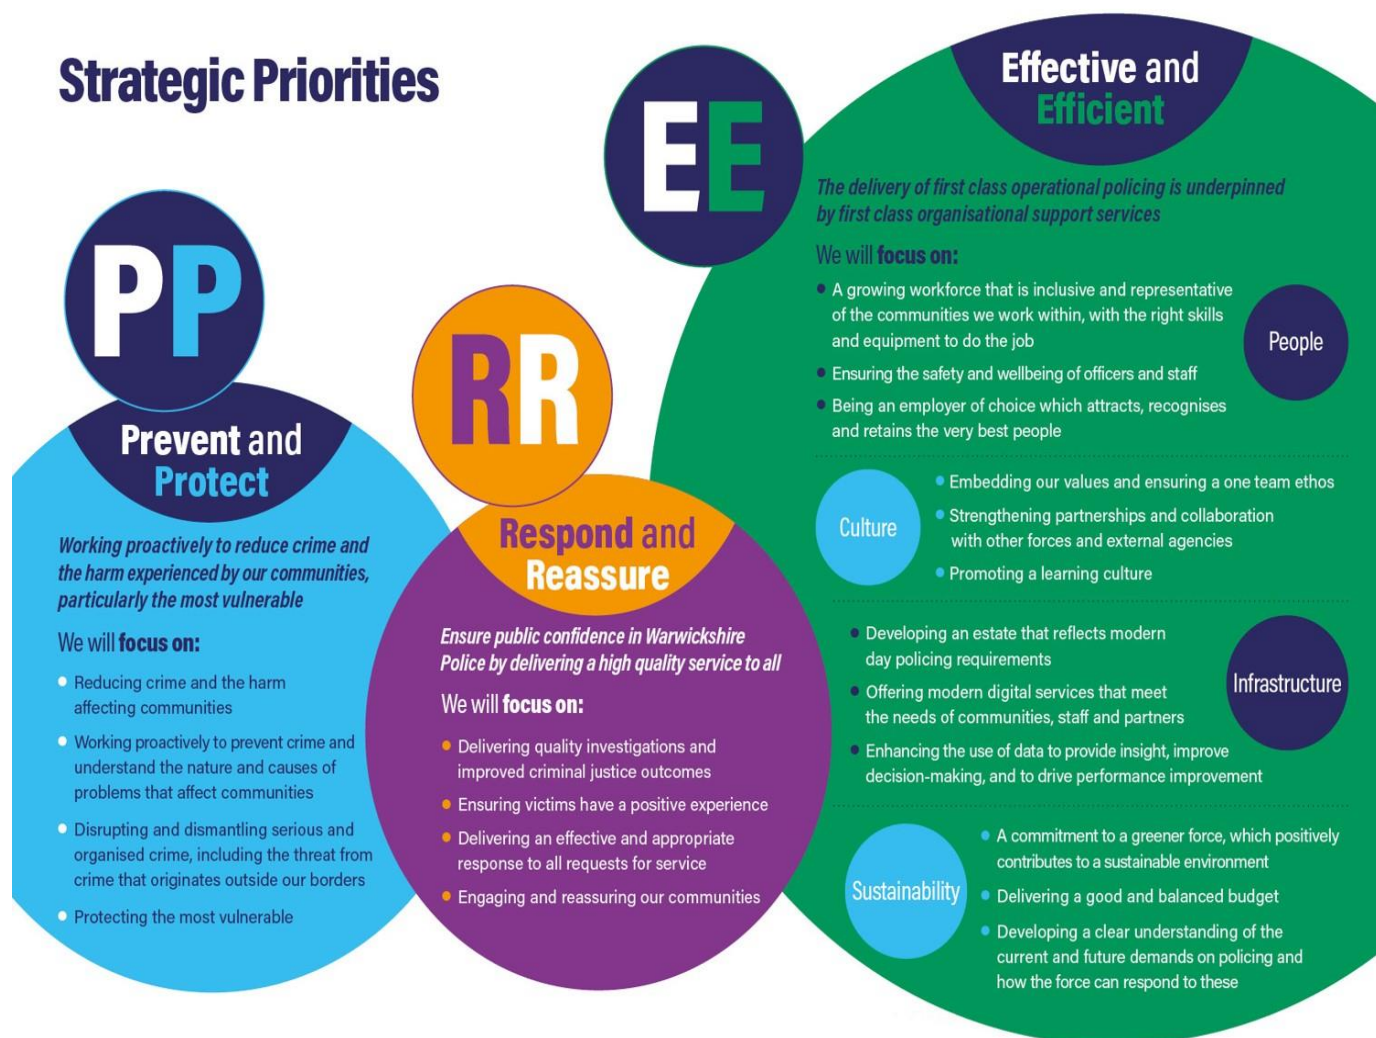 Strategic Priorities
PP
Prevent and
Protect
Working proactively to reduce crime and
the harm experienced by our communities,
particularly the most vulnerable
We will focus on:
• Reducing crime and the harm
affecting communities
• Working proactively to prevent crime and
understand the nature and causes of
problems that affect communities
• Disrupting and dismantling serious and
organised crime, including the threat from
crime that originates outside our borders
• Protecting the most vulnerable
RR
Respond and
Reassure
Ensure public confidence in Warwickshire
Police by delivering a high quality service to all
We will focus on:
• Delivering quality investigations and
improved criminal justice outcomes
• Ensuring victims have a positive experience
• Delivering an effective and appropriate
response to all requests for service
• Engaging and reassuring our communities
EE
Effective and
Efficient
The delivery of first class operational policing is underpinned
by first class organisational support services
We will focus on:
• A growing workforce that is inclusive and representative
of the communities we work within, with the right skills
and equipment to do the job
• Ensuring the safety and wellbeing of officers and staff
• Being an employer of choice which attracts, recognises
and retains the very best people
People
Culture
• Embedding our values and ensuring a one team ethos
• Strengthening partnerships and collaboration
with other forces and external agencies
• Promoting a learning culture
• Developing an estate that reflects modern
day policing requirements
• Offering modern digital services that meet
the needs of communities, staff and partners
• Enhancing the use of data to provide insight, improve
decision-making, and to drive performance improvement
Infrastructure
Sustainability
• A commitment to a greener force, which positively
contributes to a sustainable environment
• Delivering a good and balanced budget
• Developing a clear understanding of the
current and future demands on policing and
how the force can respond to these